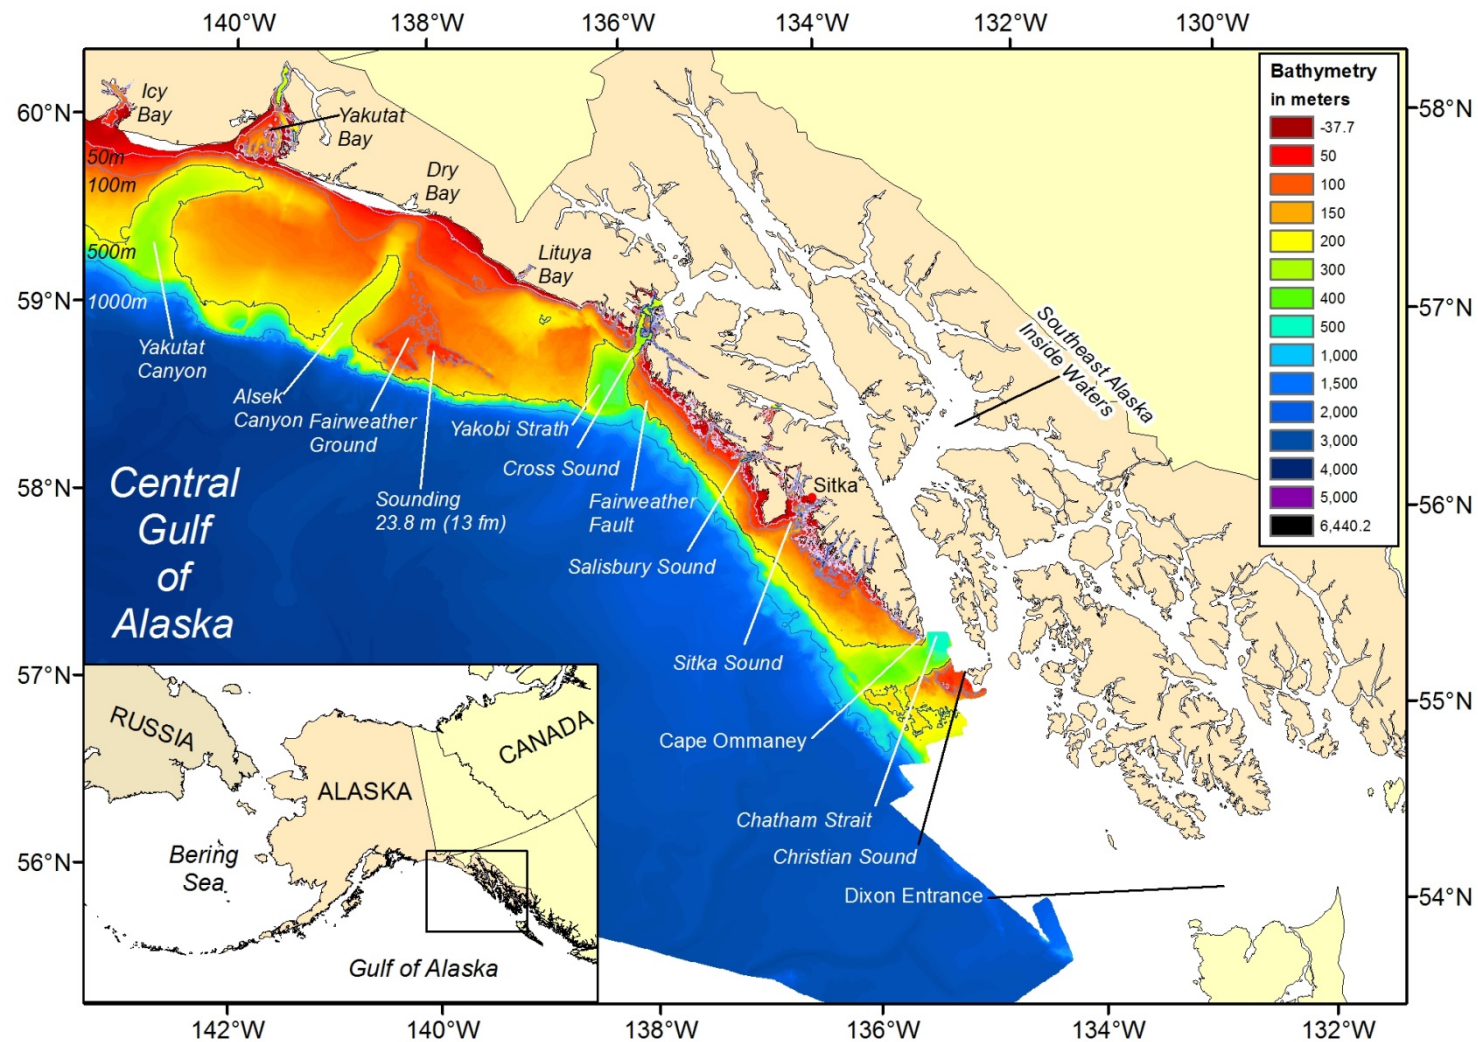 140°W 138°W 136°W 134°W 132°W 130°W
60°N
59°N
58°N
57°N
56°N
58°N
57°N
56°N
55°N
54°N
142°W 140°W 138°W 136°W 134°W 132°W
Bathymetry
in meters
-37.7
50
100
150
200
300
400
500
1,000
1,500
2,000
3,000
4,000
5,000
6,440.2
Icy
Bay
Yakutat
Bay
Dry
Bay
Lituya
Bay
50m
100m
500m
1000m
Yakutat
Canyon
Alsek
Canyon
Fairweather
Ground
Sounding
23.8 m (13 fm)
Yakobi Strath
Cross Sound
Fairweather
Fault
Salisbury Sound
Sitka
Sitka Sound
Southeast Alaska
Inside Waters
Cape Ommaney
Chatham Strait
Christian Sound
Dixon Entrance
Central
Gulf
of
Alaska
RUSSIA
ALASKA
CANADA
Bering
Sea
Gulf of Alaska